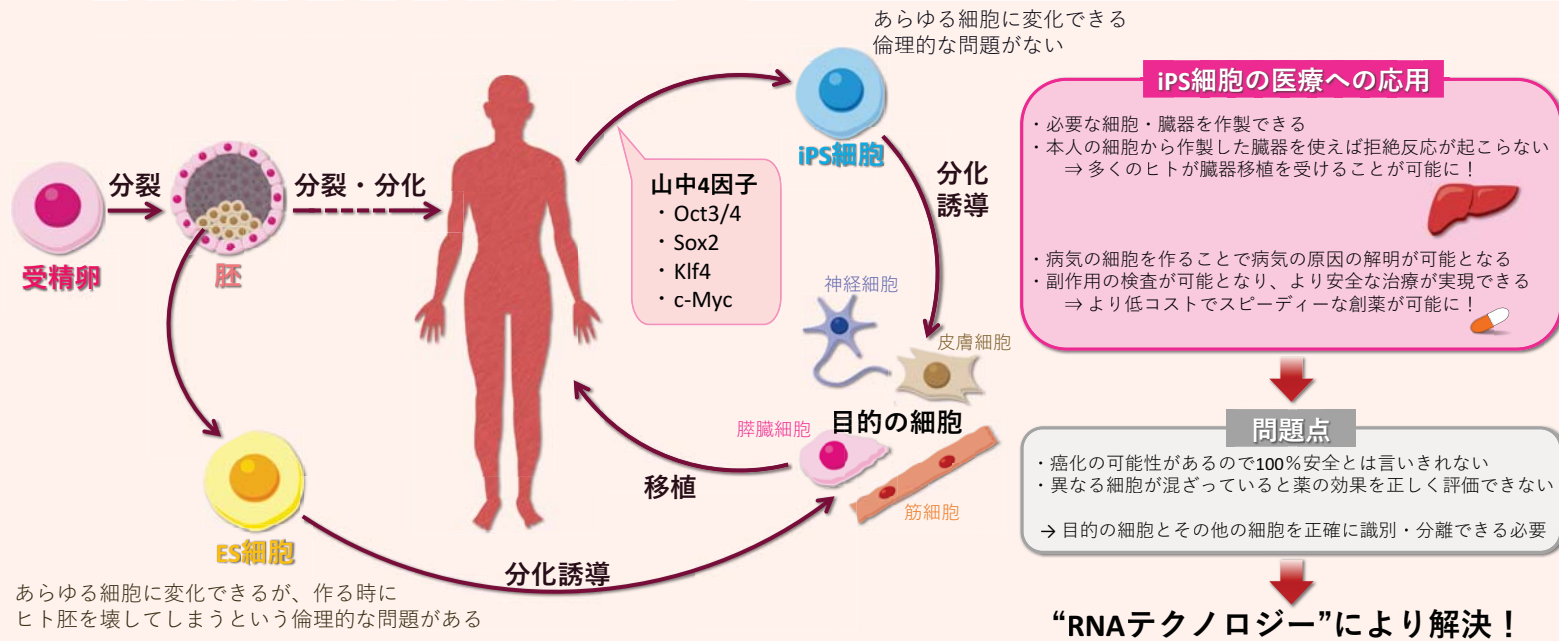 あらゆる細胞に変化できる
倫理的な問題がない
iPS細胞
分裂
分裂・分化
受精卵
胚
山中4因子
・Oct3/4
・Sox2
・Klf4
・c-Myc
分化
誘導
神経細胞
皮膚細胞
目的の細胞
膵臓細胞
筋細胞
移植
ES細胞
分化誘導
あらゆる細胞に変化できるが、作る時に
ヒト胚を壊してしまうという倫理的な問題がある
iPS細胞の医療への応用
・必要な細胞・臓器を作製できる
・本人の細胞から作製した臓器を使えば拒絶反応が起こらない
⇒ 多くのヒトが臓器移植を受けることが可能に！
・病気の細胞を作ることで病気の原因の解明が可能となる
・副作用の検査が可能となり、より安全な治療が実現できる
⇒ より低コストでスピーディーな創薬が可能に！
問題点
・癌化の可能性があるので100％安全とは言いきれない
・異なる細胞が混ざっていると薬の効果を正しく評価できない
→ 目的の細胞とその他の細胞を正確に識別・分離できる必要
“RNAテクノロジー”により解決！